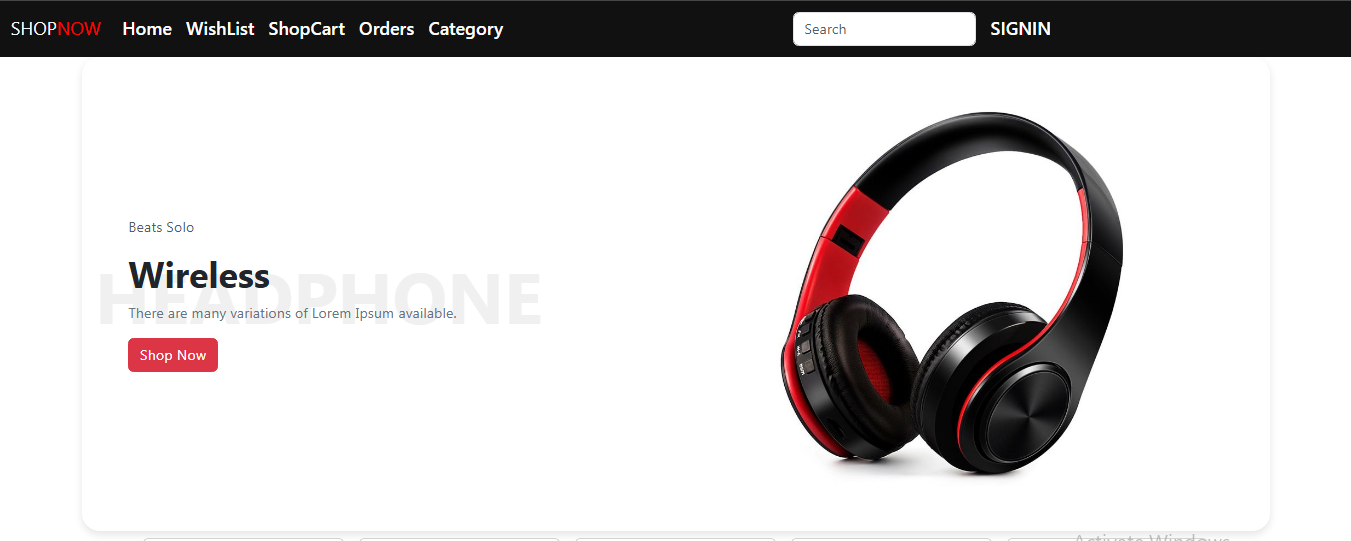 SHOPNOW Home WishList ShopCart Orders Category Search SIGNIN
Beats Solo
Wireless
HEADPHONE
There are many variations of Lorem Ipsum available.
Shop Now
Activate Windows